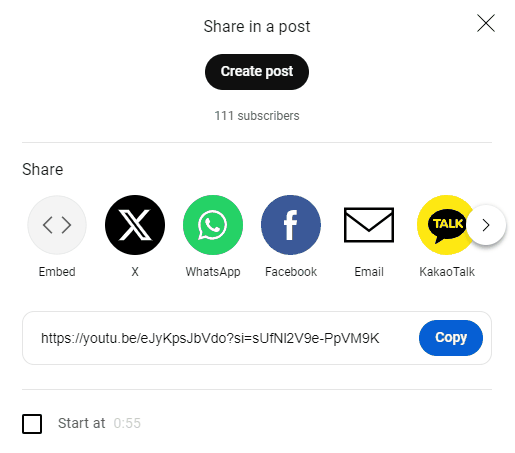 Share in a post
Create post
111 subscribers
Share
TALK
Embed
X
WhatsApp
Facebook
Email
KakaoTalk
https://youtu.be/eJyKpsJbVdo?si=sUfNl2V9e-PpVM9K
Copy
Start at 0:55